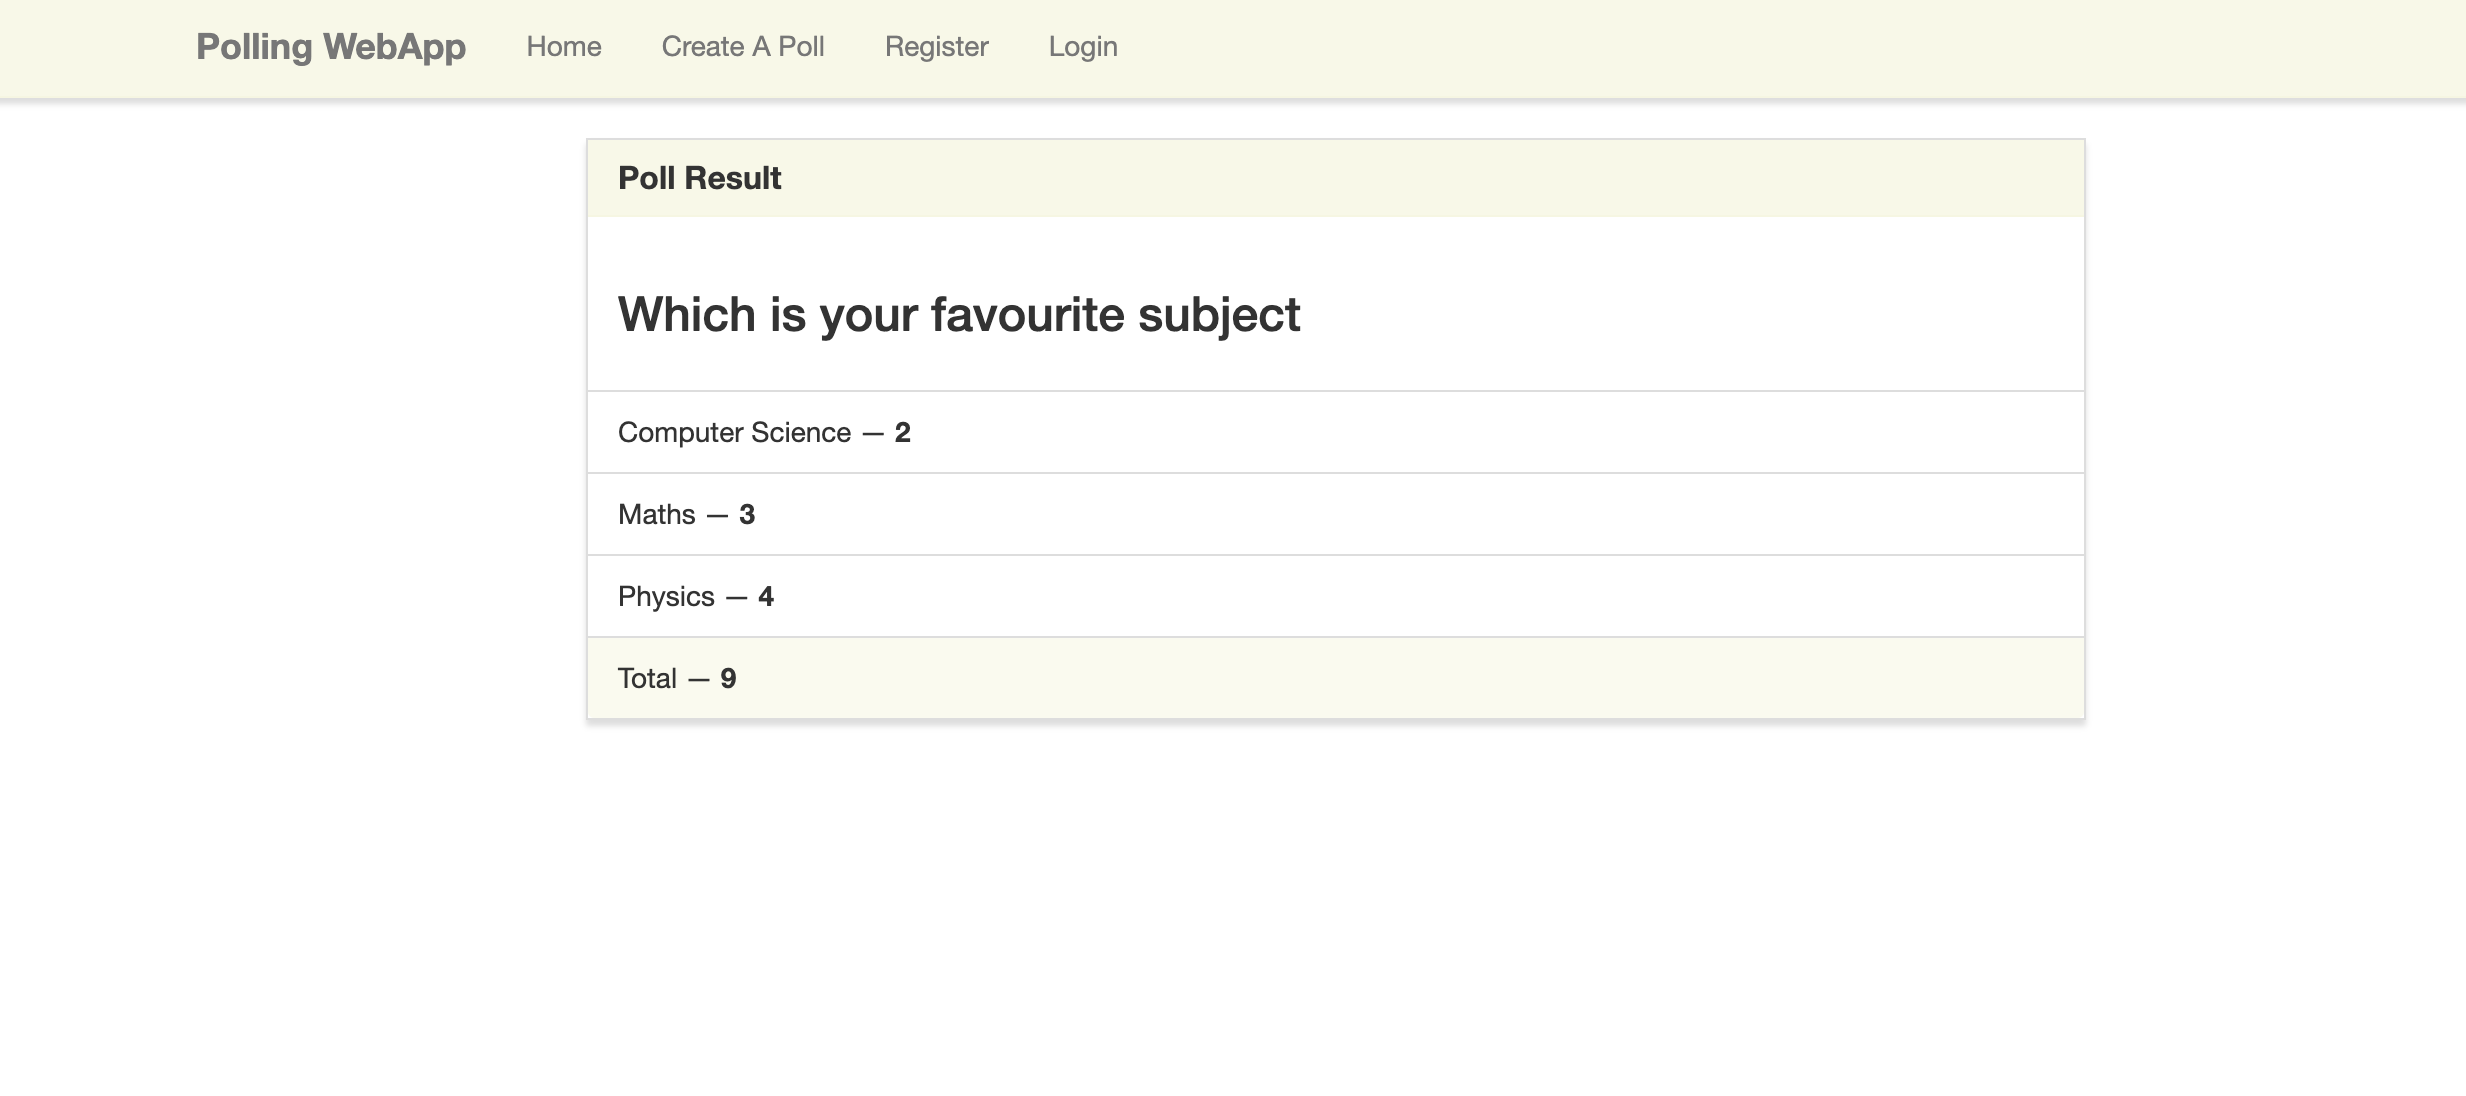 Polling WebApp Home Create A Poll Register Login
Poll Result
Which is your favourite subject
Computer Science — 2
Maths — 3
Physics — 4
Total — 9